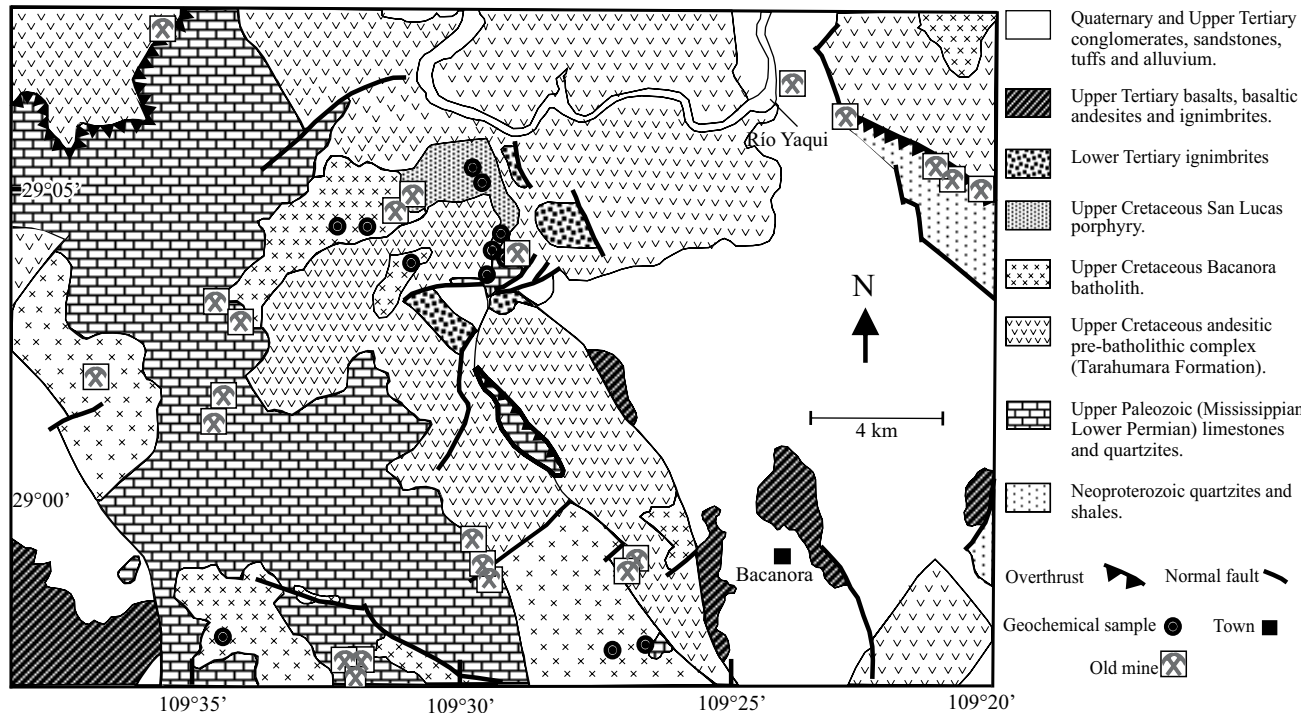 Río Yaqui
29°05’
N
4 km
29°00’
Bacanora
109°35’
109°30’
109°25’
109°20’
Quaternary and Upper Tertiary
conglomerates, sandstones,
tuffs and alluvium.
Upper Tertiary basalts, basaltic
andesites and ignimbrites.
Lower Tertiary ignimbrites
Upper Cretaceous San Lucas
porphyry.
Upper Cretaceous Bacanora
batholith.
Upper Cretaceous andesitic
pre-batholithic complex
(Tarahumara Formation).
Upper Paleozoic (Mississippian
Lower Permian) limestones
and quartzites.
Neoproterozoic quartzites and
shales.
Overthrust
Normal fault
Geochemical sample
Town
Old mine